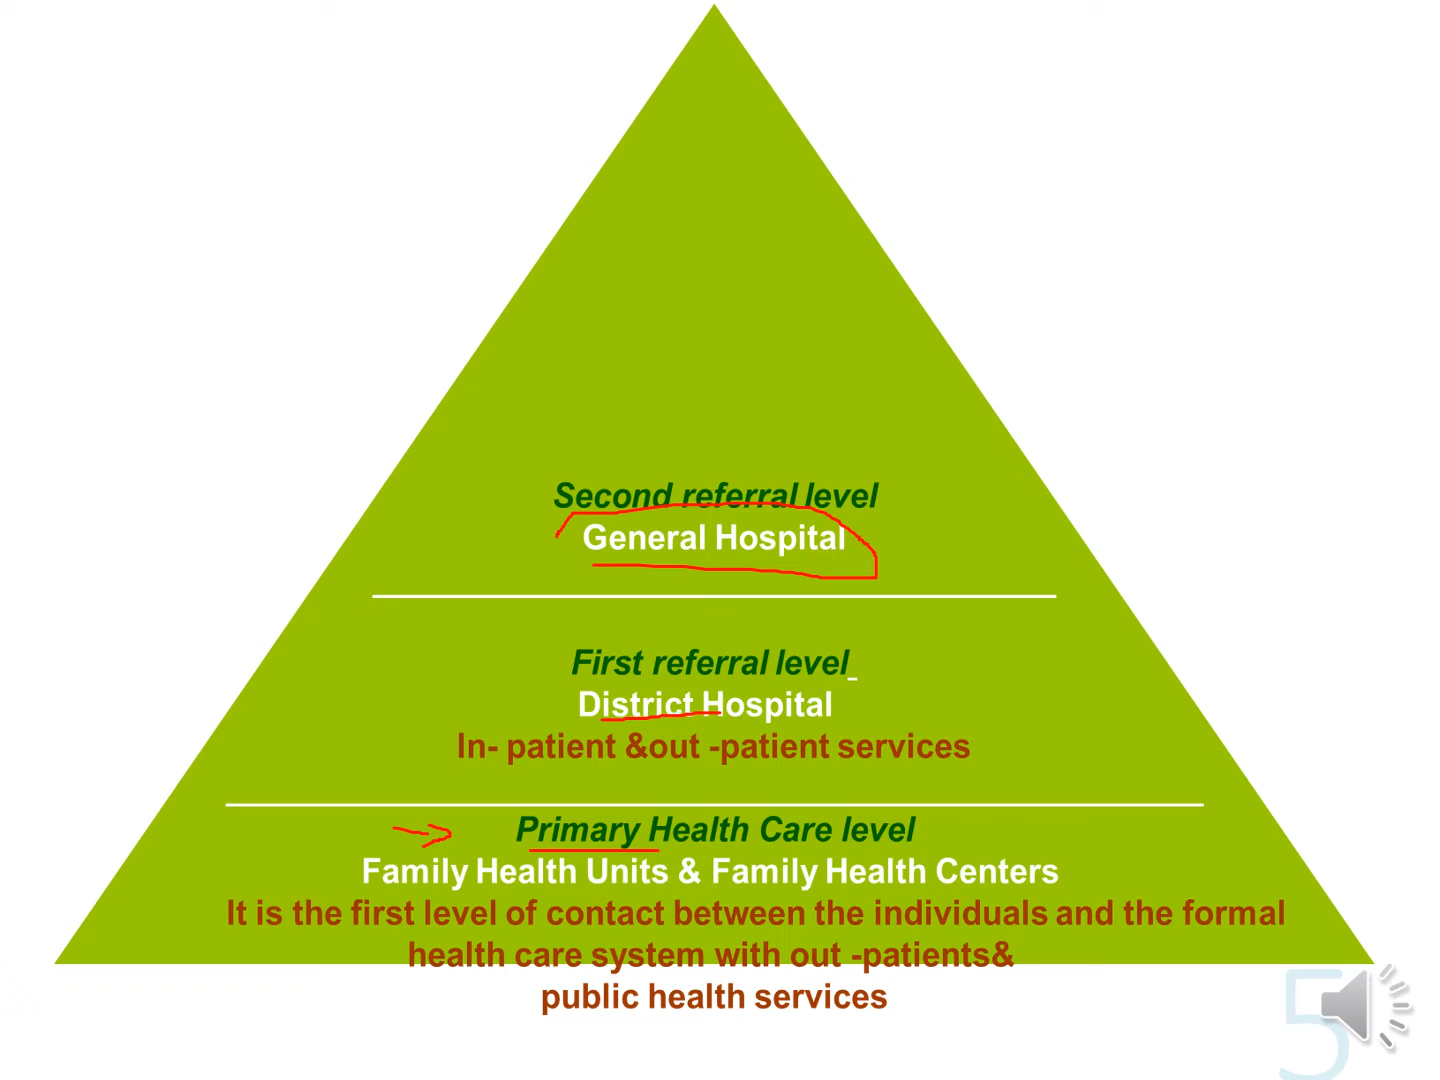 Second referral level
General Hospital
First referral level
District Hospital
In- patient &out -patient services
Primary Health Care level
Family Health Units & Family Health Centers
It is the first level of contact between the individuals and the formal
health care system with out -patients&
public health services
5